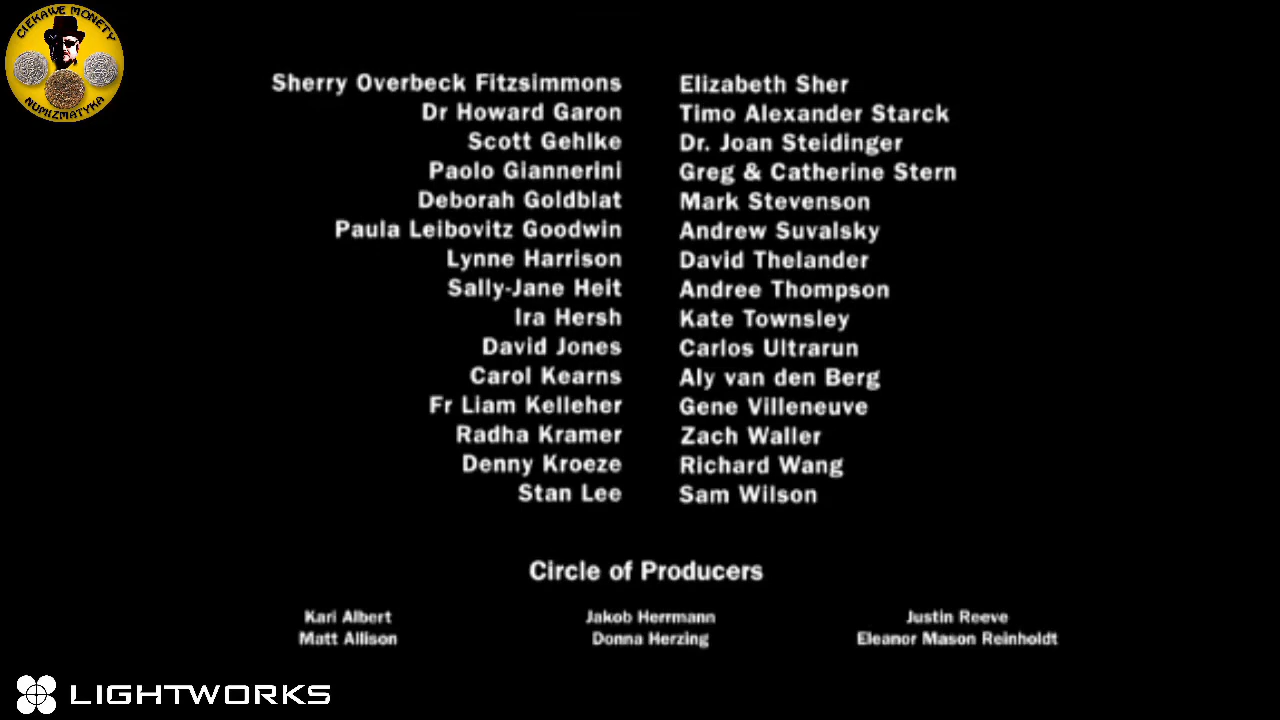 CIEKAWE MONETY
NUMIZMATYKA
Sherry Overbeck Fitzsimmons Elizabeth Sher
Dr Howard Garon Timo Alexander Starck
Scott Gehlke Dr. Joan Steidinger
Paolo Giannerini Greg & Catherine Stern
Deborah Goldblat Mark Stevenson
Paula Leibovitz Goodwin Andrew Suvalsky
Lynne Harrison David Thelander
Sally-Jane Heit Andree Thompson
Ira Hersh Kate Townsley
David Jones Carlos Ultrarun
Carol Kearns Aly van den Berg
Fr Liam Kelleher Gene Villeneuve
Radha Kramer Zach Waller
Denny Kroeze Richard Wang
Stan Lee Sam Wilson
Circle of Producers
Karl Albert Jakob Herrmann Justin Reeve
Matt Allison Donna Herzing Eleanor Mason Reinholdt
LIGHTWORKS